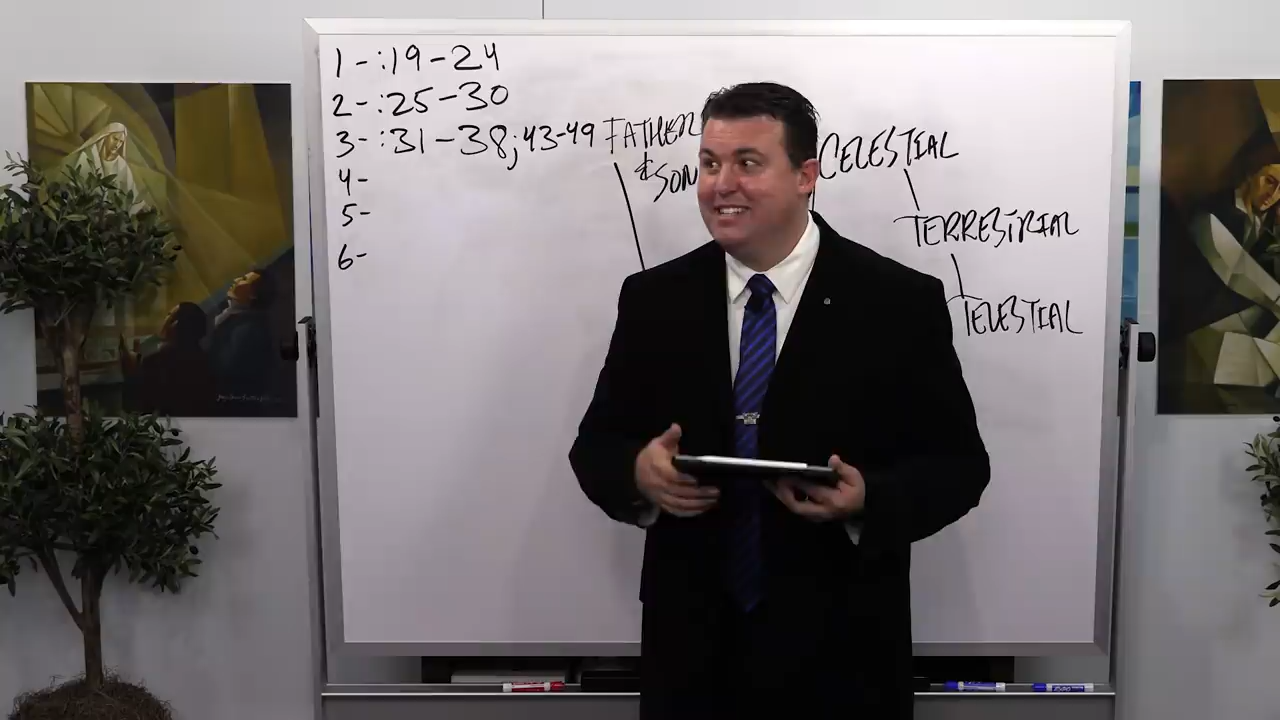 1 - :19-24
2 - :25-30
3 - :31-38; 43-49
4 -
5 -
6 -
FATHER
& SON
CELESTIAL
TERRESTRIAL
TELESTIAL